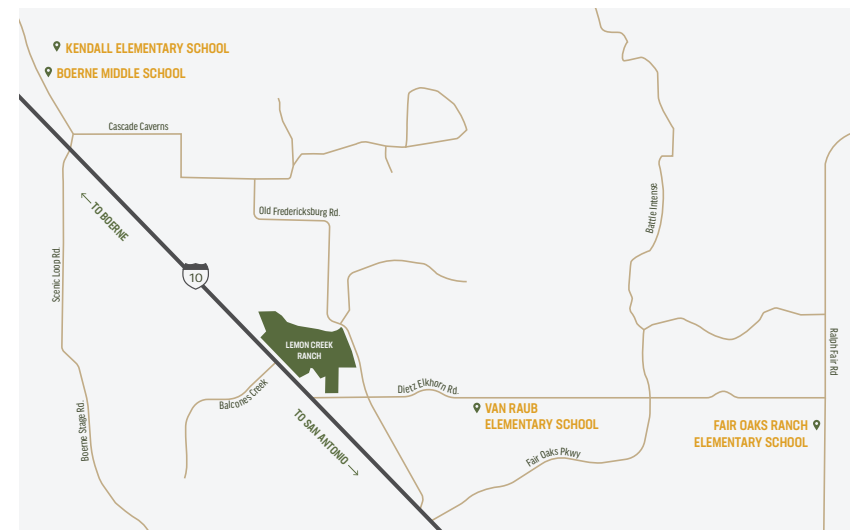 KENDALL ELEMENTARY SCHOOL
BOERNE MIDDLE SCHOOL
Cascade Caverns
TO BOERNE
Old Fredericksburg Rd.
Battle Intense
Scenic Loop Rd.
10
LEMON CREEK
RANCH
Ralph Fair Rd
Balcones Creek
Dietz Elkhorn Rd.
Boerne Stage Rd.
TO SAN ANTONIO
VAN RAUB
ELEMENTARY SCHOOL
FAIR OAKS RANCH
ELEMENTARY SCHOOL
Fair Oaks Pkwy